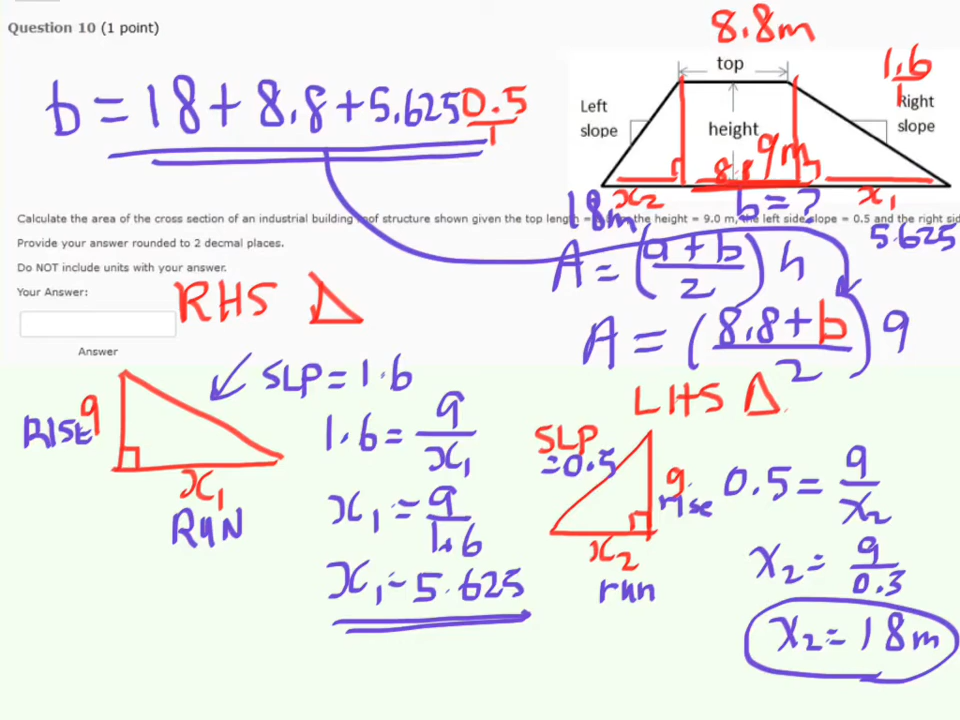 Question 10 (1 point)
8.8m
top
b = 18 + 8.8 + 5.625
0.5
1
1.6
1
Left
slope
height
9m
Right
slope
8.8
x2
x1
18m
b = ?
5.625
Calculate the area of the cross section of an industrial building roof structure shown given the top length = m, the height = 9.0 m, the left side slope = 0.5 and the right sid
Provide your answer rounded to 2 decmal places.
Do NOT include units with your answer.
Your Answer:
Answer
A = (a + b / 2) h
A = (8.8 + b / 2) 9
RHS Δ
SLP = 1.6
RISE 9
x1
RUN
1.6 = 9 / x1
x1 = 9 / 1.6
x1 = 5.625
LHS Δ
SLP
= 0.5
9
rise
x2
run
0.5 = 9 / x2
x2 = 9 / 0.5
x2 = 18m